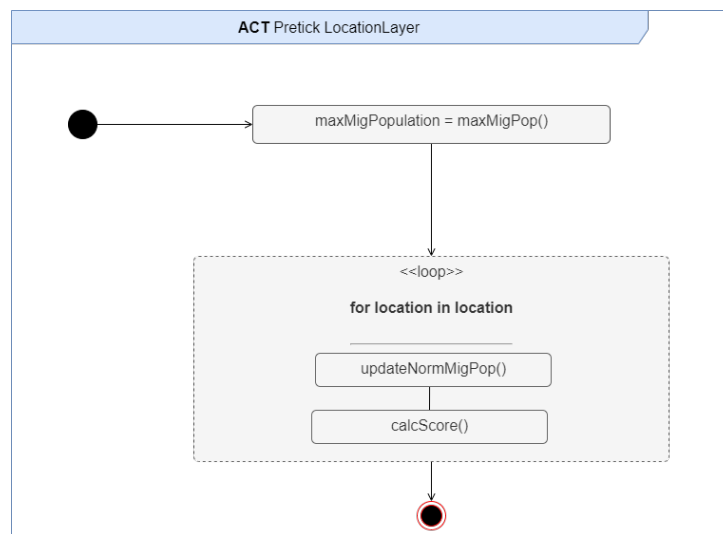 ACT Pretick LocationLayer
maxMigPopulation = maxMigPop()
<<loop>>
for location in location
updateNormMigPop()
calcScore()